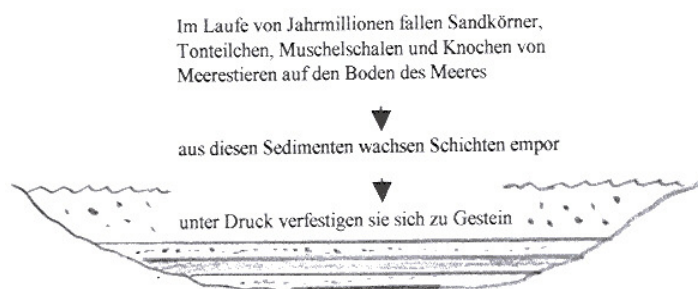 Im Laufe von Jahrmillionen fallen Sandkörner,
Tonteilchen, Muschelschalen und Knochen von
Meerestieren auf den Boden des Meeres
aus diesen Sedimenten wachsen Schichten empor
unter Druck verfestigen sie sich zu Gestein